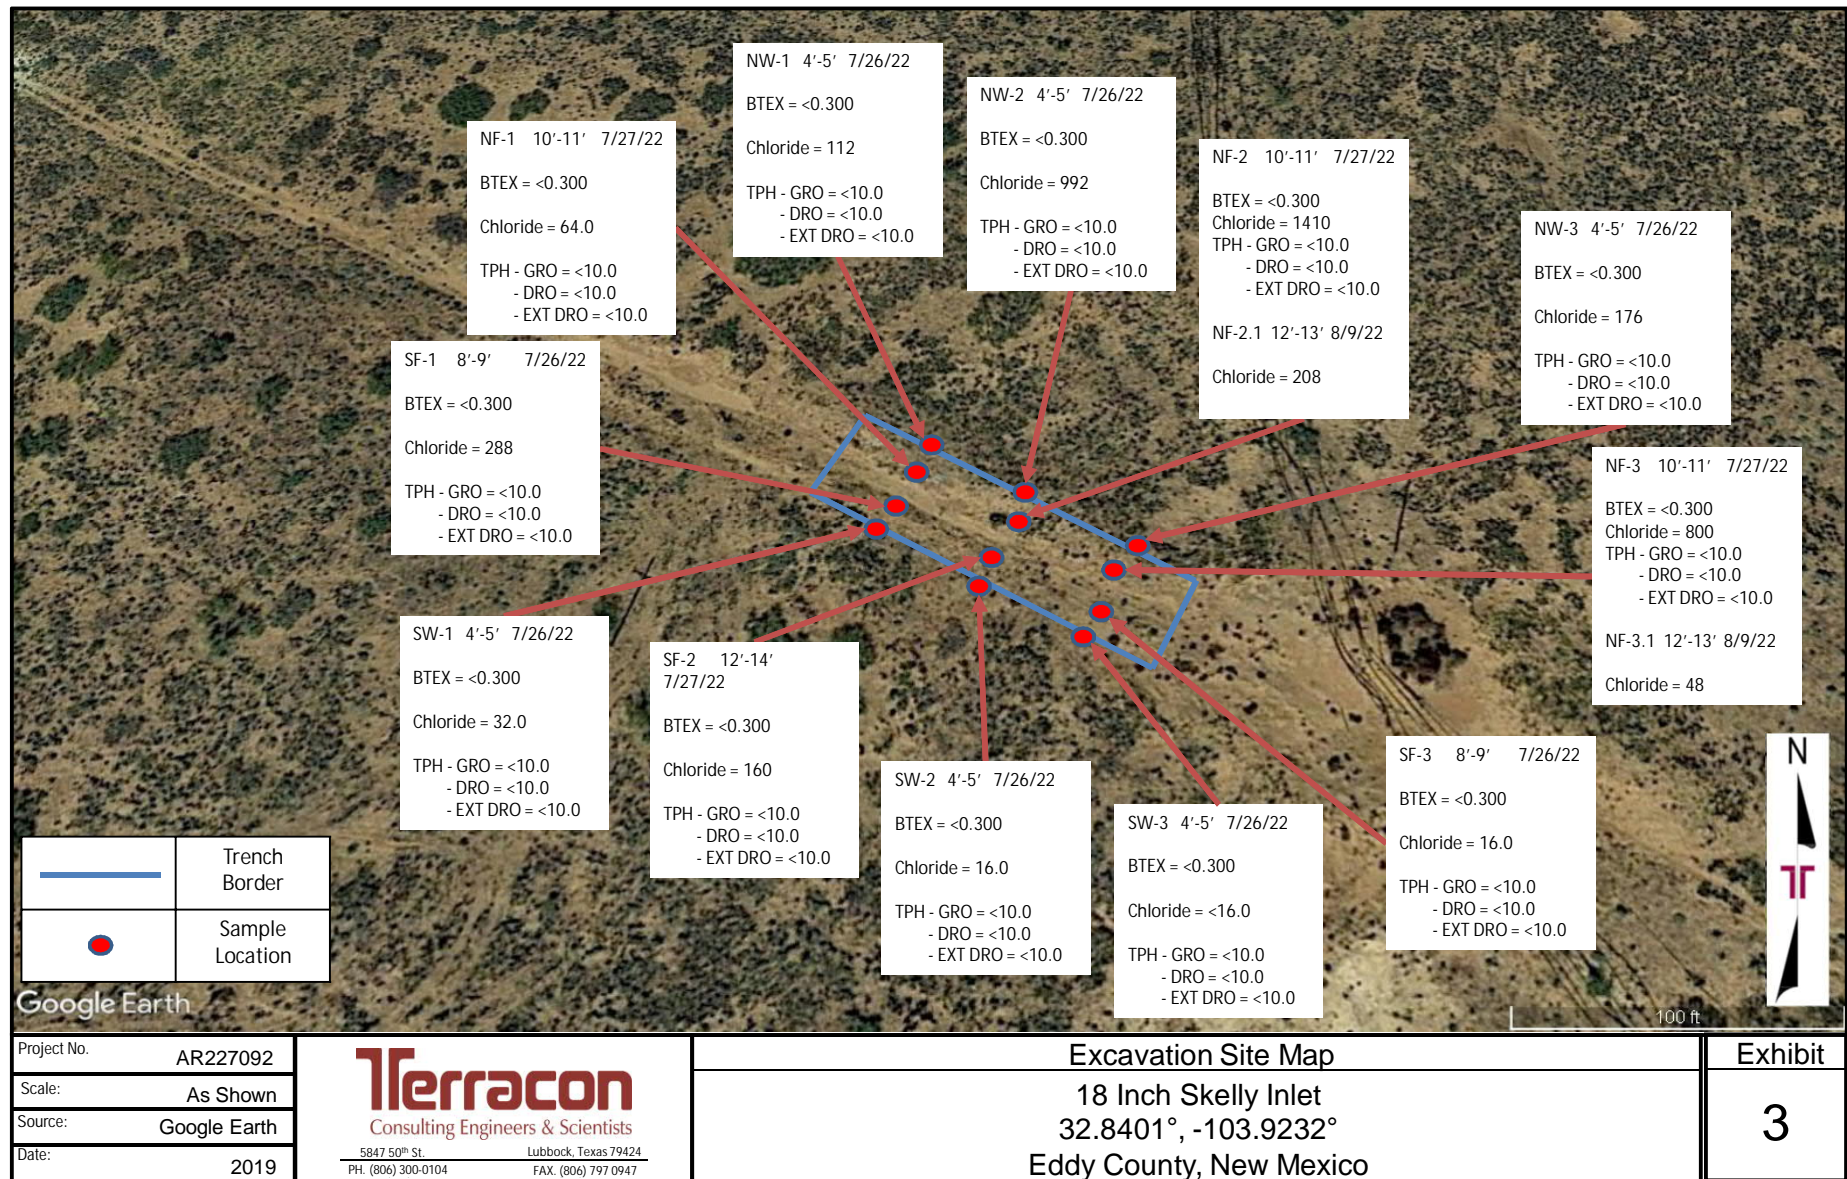 NW-1 4'-5' 7/26/22
BTEX = <0.300
Chloride = 112
TPH - GRO = <10.0
- DRO = <10.0
- EXT DRO = <10.0
NW-2 4'-5' 7/26/22
BTEX = <0.300
Chloride = 992
TPH - GRO = <10.0
- DRO = <10.0
- EXT DRO = <10.0
NF-1 10'-11' 7/27/22
BTEX = <0.300
Chloride = 64.0
TPH - GRO = <10.0
- DRO = <10.0
- EXT DRO = <10.0
NF-2 10'-11' 7/27/22
BTEX = <0.300
Chloride = 1410
TPH - GRO = <10.0
- DRO = <10.0
- EXT DRO = <10.0
NF-2.1 12'-13' 8/9/22
Chloride = 208
NW-3 4'-5' 7/26/22
BTEX = <0.300
Chloride = 176
TPH - GRO = <10.0
- DRO = <10.0
- EXT DRO = <10.0
SF-1 8'-9' 7/26/22
BTEX = <0.300
Chloride = 288
TPH - GRO = <10.0
- DRO = <10.0
- EXT DRO = <10.0
NF-3 10'-11' 7/27/22
BTEX = <0.300
Chloride = 800
TPH - GRO = <10.0
- DRO = <10.0
- EXT DRO = <10.0
NF-3.1 12'-13' 8/9/22
Chloride = 48
SW-1 4'-5' 7/26/22
BTEX = <0.300
Chloride = 32.0
TPH - GRO = <10.0
- DRO = <10.0
- EXT DRO = <10.0
SF-2 12'-14'
7/27/22
BTEX = <0.300
Chloride = 160
TPH - GRO = <10.0
- DRO = <10.0
- EXT DRO = <10.0
SW-2 4'-5' 7/26/22
BTEX = <0.300
Chloride = 16.0
TPH - GRO = <10.0
- DRO = <10.0
- EXT DRO = <10.0
SW-3 4'-5' 7/26/22
BTEX = <0.300
Chloride = <16.0
TPH - GRO = <10.0
- DRO = <10.0
- EXT DRO = <10.0
SF-3 8'-9' 7/26/22
BTEX = <0.300
Chloride = 16.0
TPH - GRO = <10.0
- DRO = <10.0
- EXT DRO = <10.0
N
Trench
Border
Sample
Location
Google Earth
100 ft
Project No. AR227092
Scale: As Shown
Source: Google Earth
Date: 2019
Terracon
Consulting Engineers & Scientists
5847 50th St. Lubbock, Texas 79424
PH. (806) 300-0104 FAX. (806) 797 0947
Excavation Site Map
18 Inch Skelly Inlet
32.8401°, -103.9232°
Eddy County, New Mexico
Exhibit
3